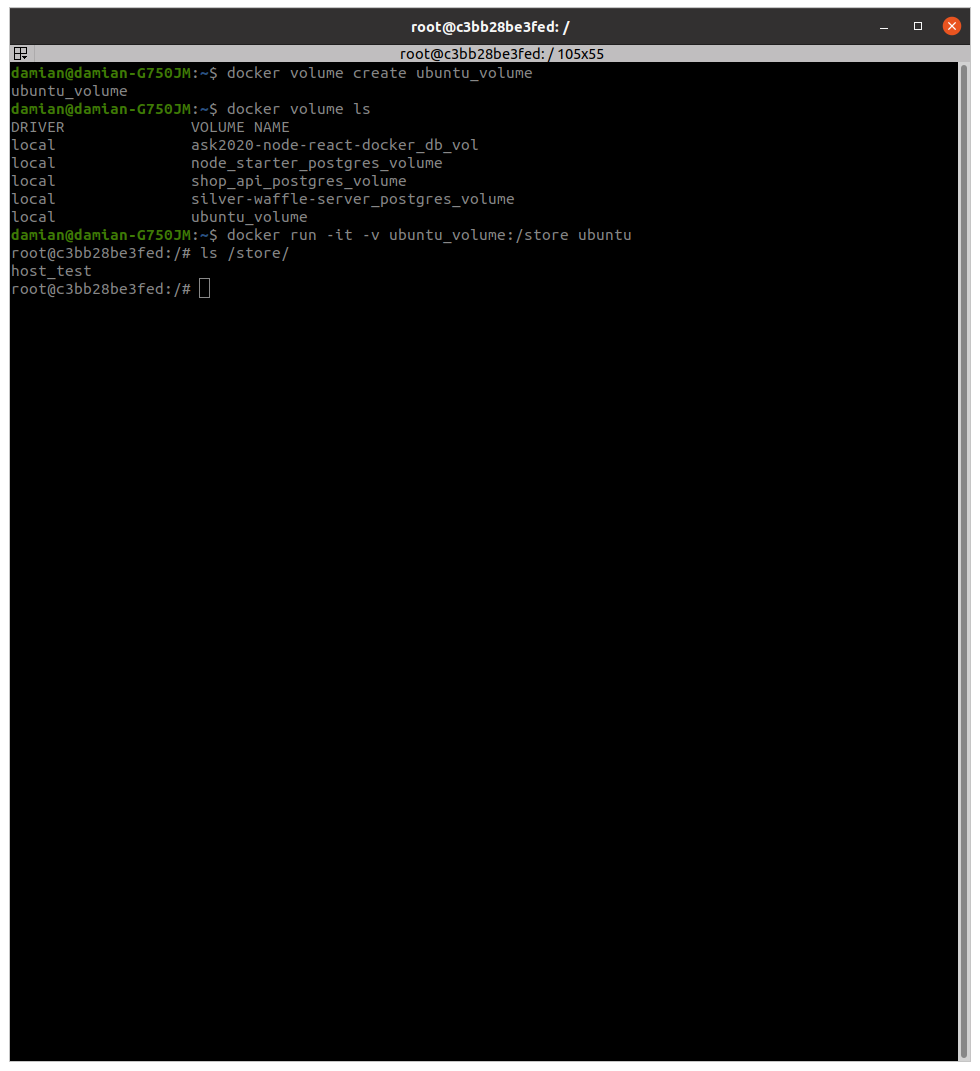 root@c3bb28be3fed: /
root@c3bb28be3fed: / 105x55
damian@damian-G750JM:~$ docker volume create ubuntu_volume
ubuntu_volume
damian@damian-G750JM:~$ docker volume ls
DRIVER              VOLUME NAME
local               ask2020-node-react-docker_db_vol
local               node_starter_postgres_volume
local               shop_api_postgres_volume
local               silver-waffle-server_postgres_volume
local               ubuntu_volume
damian@damian-G750JM:~$ docker run -it -v ubuntu_volume:/store ubuntu
root@c3bb28be3fed:/# ls /store/
host_test
root@c3bb28be3fed:/#